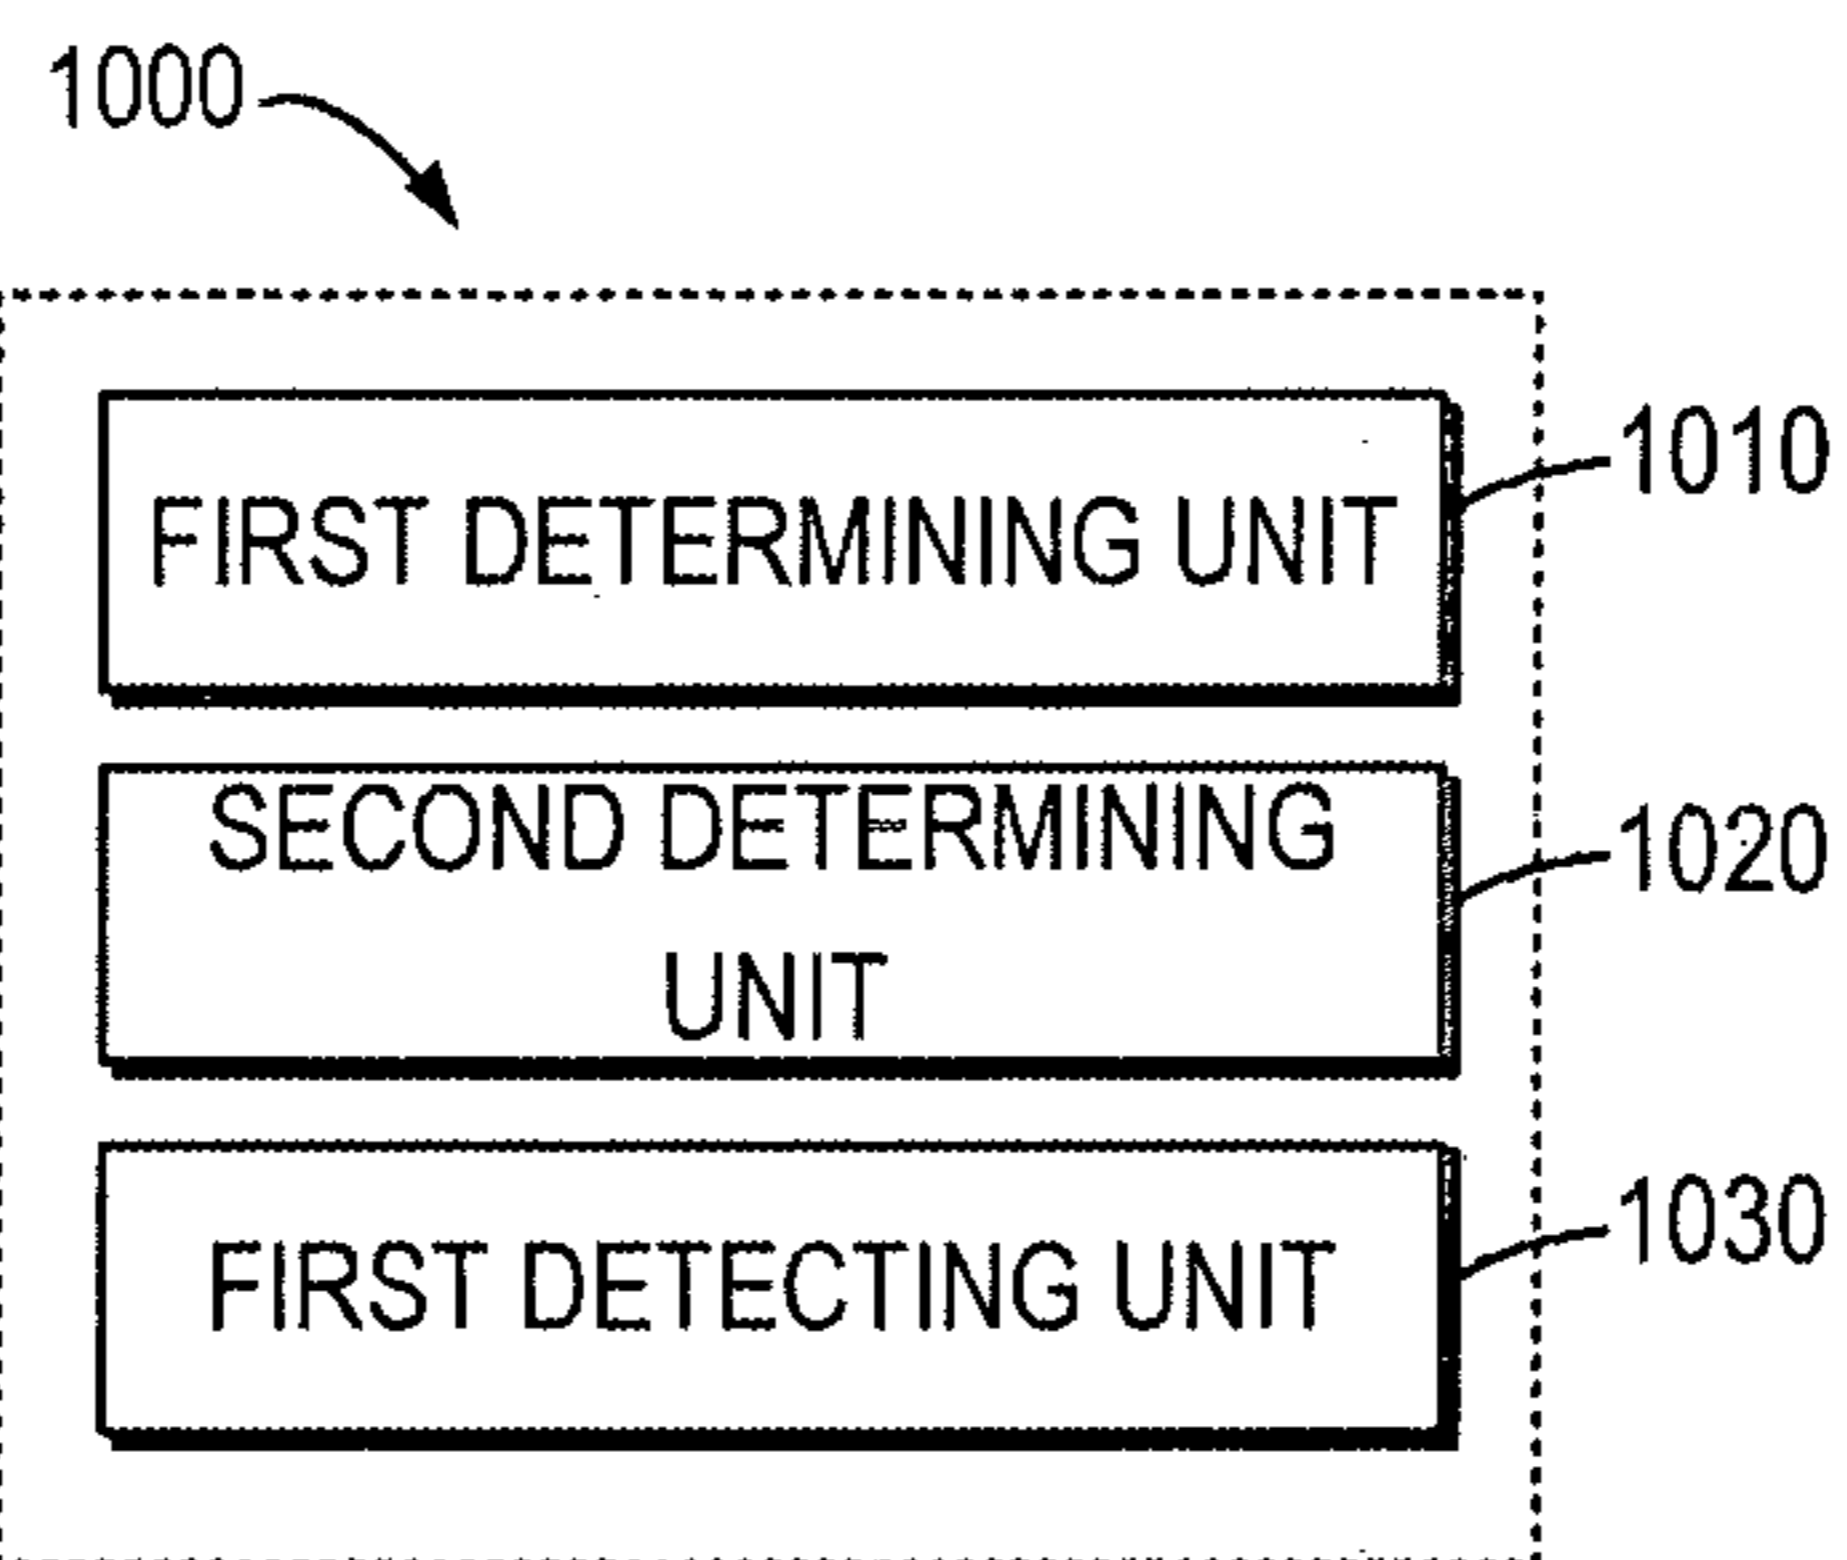 1000
FIRST DETERMINING UNIT
1010
SECOND DETERMINING
UNIT
1020
FIRST DETECTING UNIT
1030